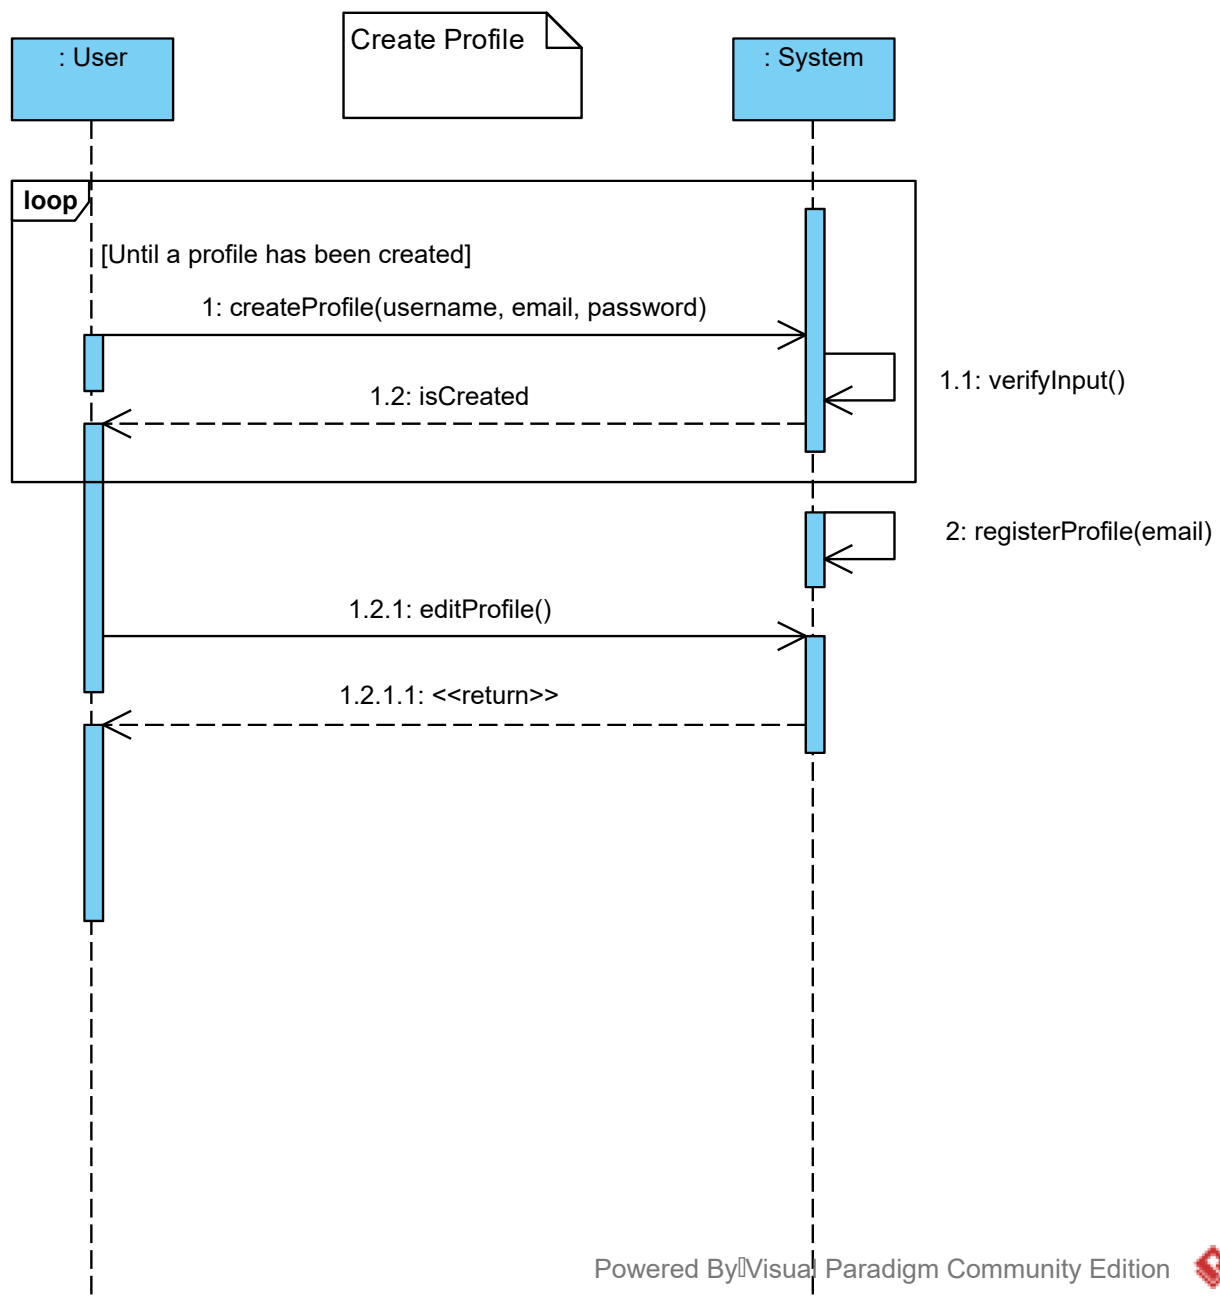 : User
Create Profile
: System
loop
[Until a profile has been created]
1: createProfile(username, email, password)
1.1: verifyInput()
1.2: isCreated
2: registerProfile(email)
1.2.1: editProfile()
1.2.1.1: <<return>>
Powered By Visual Paradigm Community Edition